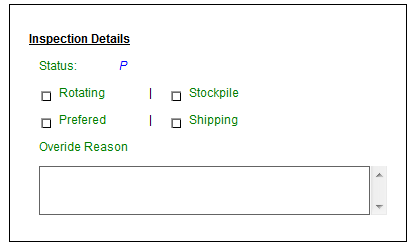 Inspection Details
Status: P
Rotating | Stockpile
Prefered | Shipping
Overide Reason